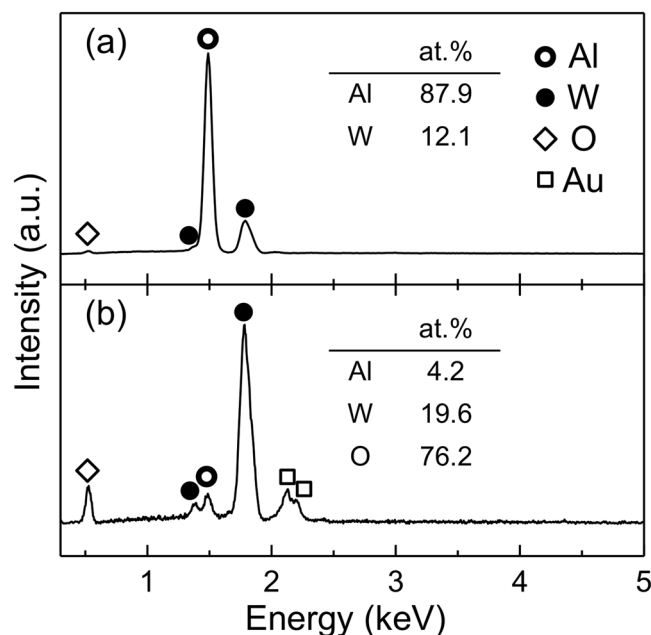 (a)
at.%
Al 87.9
W 12.1
Al
W
O
Au
Intensity (a.u.)
(b)
at.%
Al 4.2
W 19.6
O 76.2
1 2 3 4 5
Energy (keV)